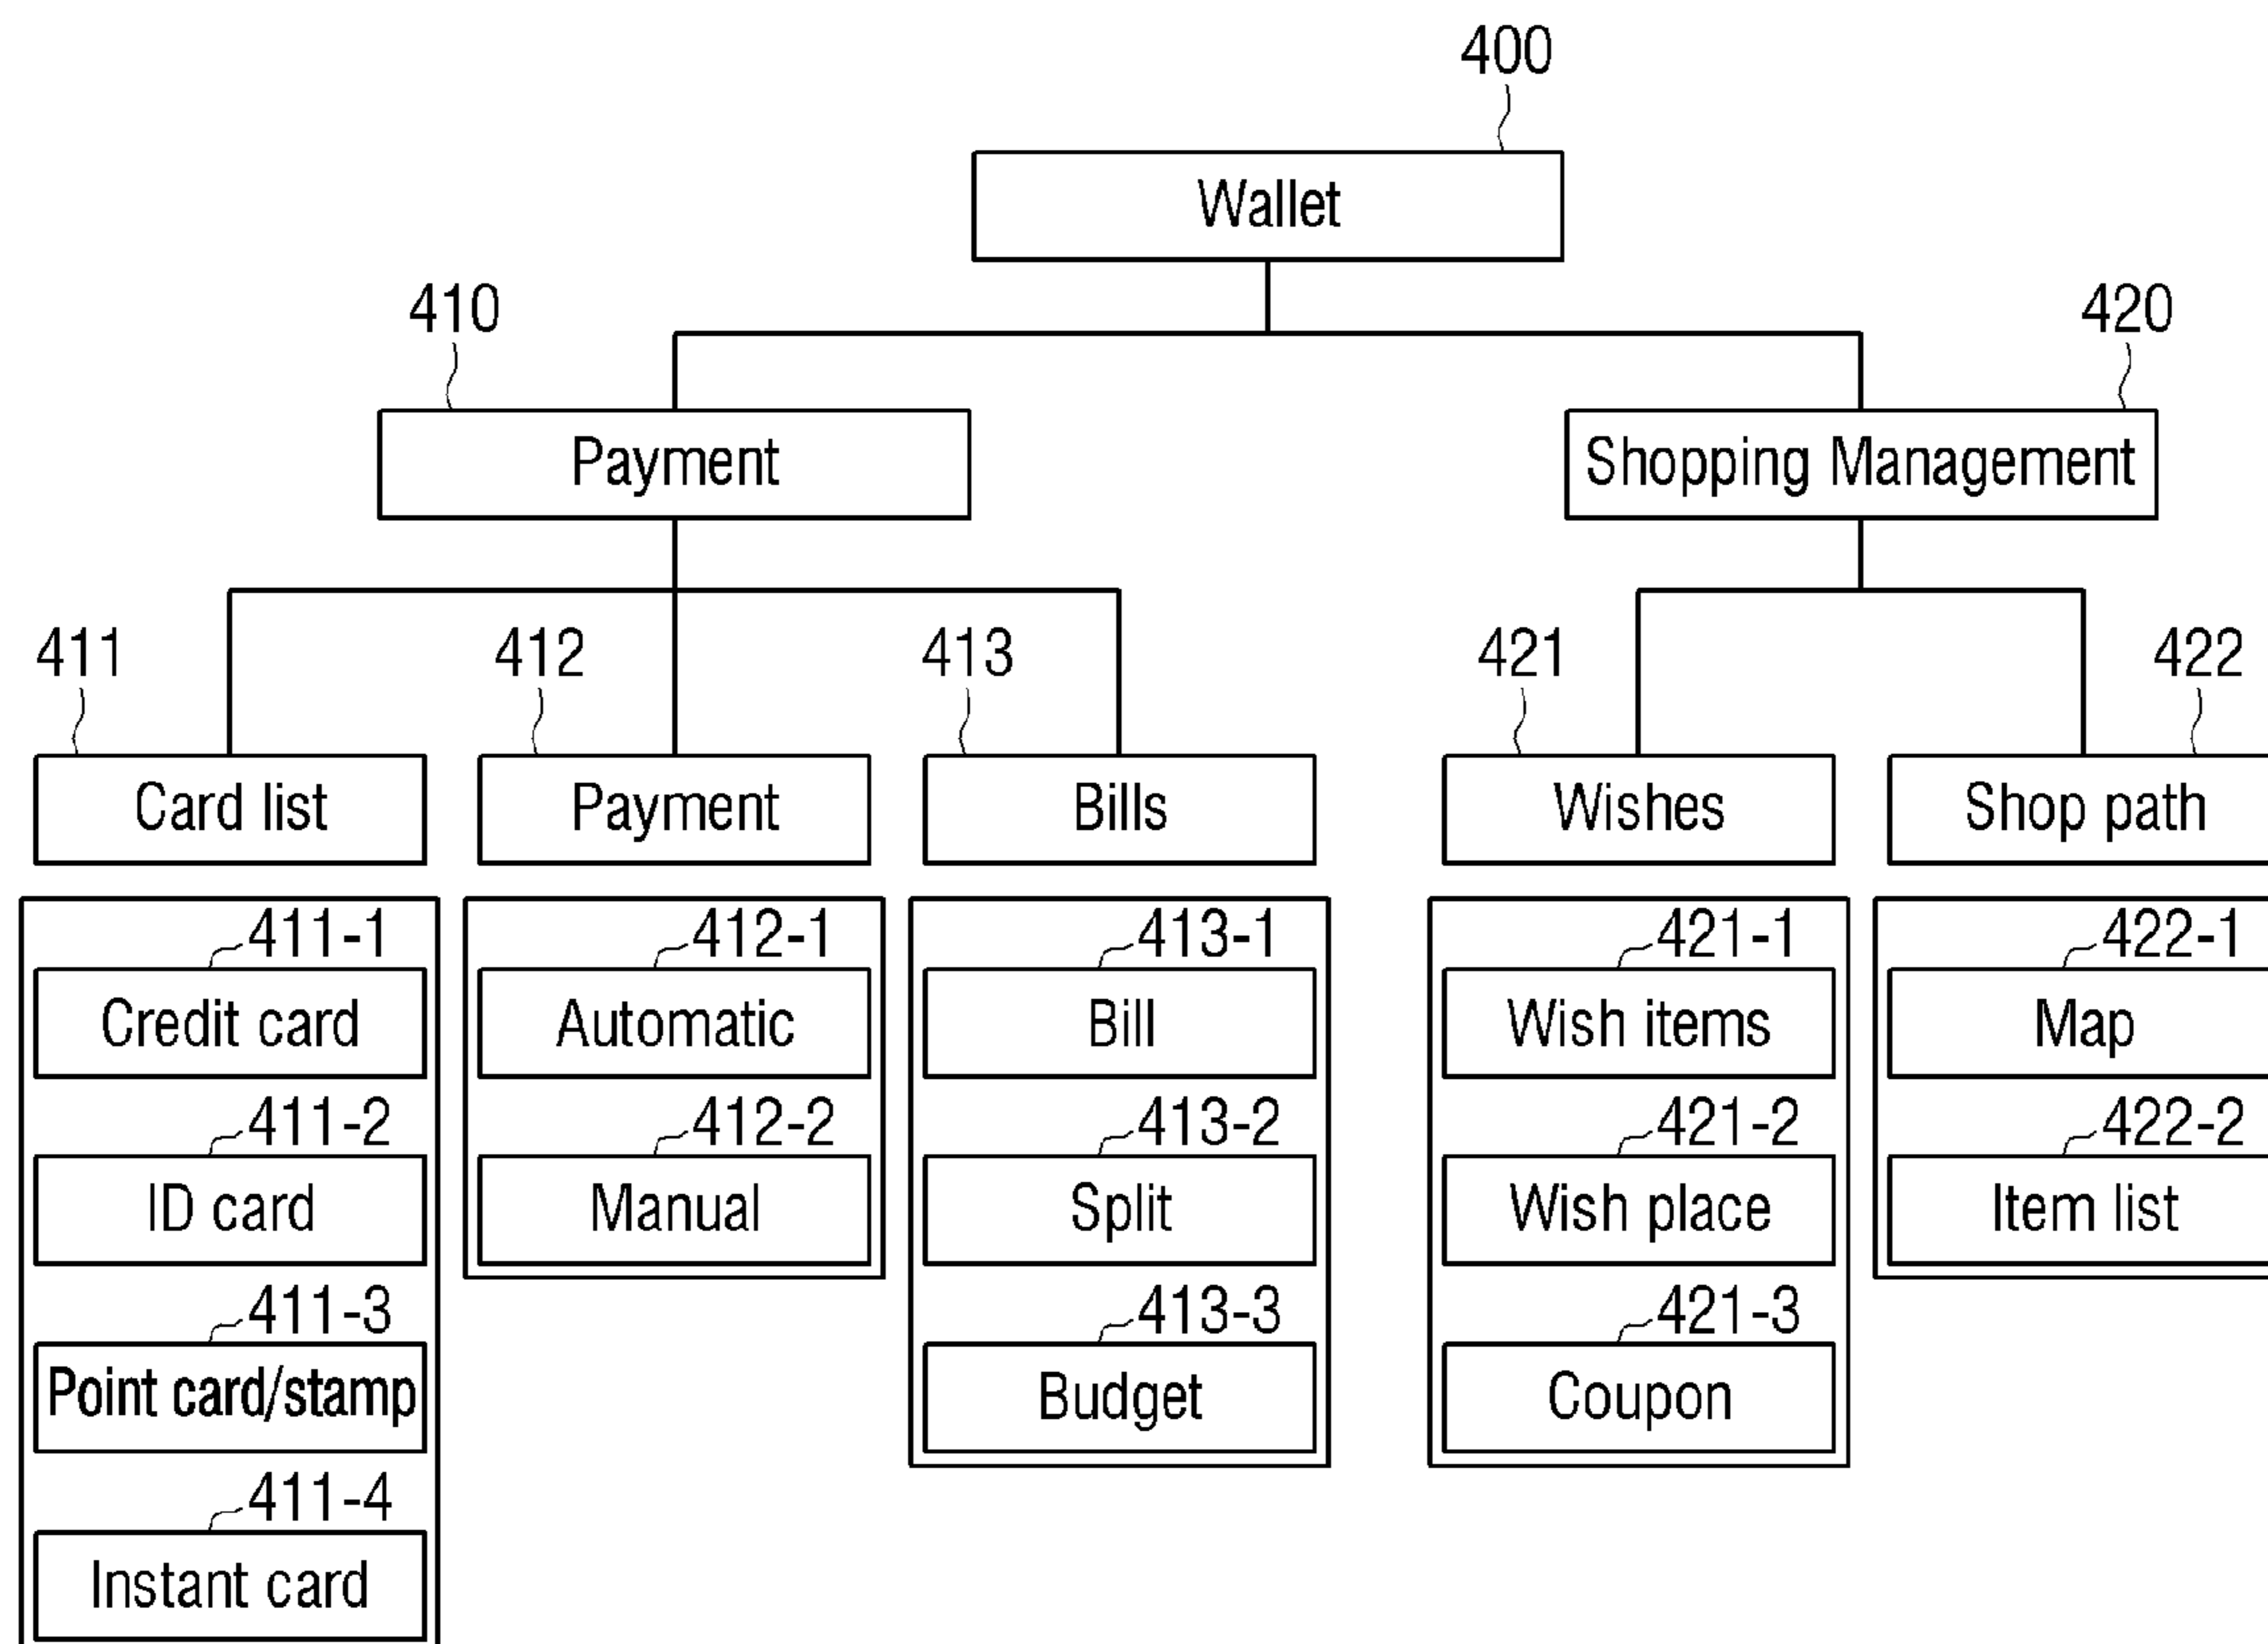 400
Wallet
410
420
Payment
Shopping Management
411
412
413
421
422
Card list
Payment
Bills
Wishes
Shop path
411-1
412-1
413-1
421-1
422-1
Credit card
Automatic
Bill
Wish items
Map
411-2
412-2
413-2
421-2
422-2
ID card
Manual
Split
Wish place
Item list
411-3
413-3
421-3
Point card/stamp
Budget
Coupon
411-4
Instant card